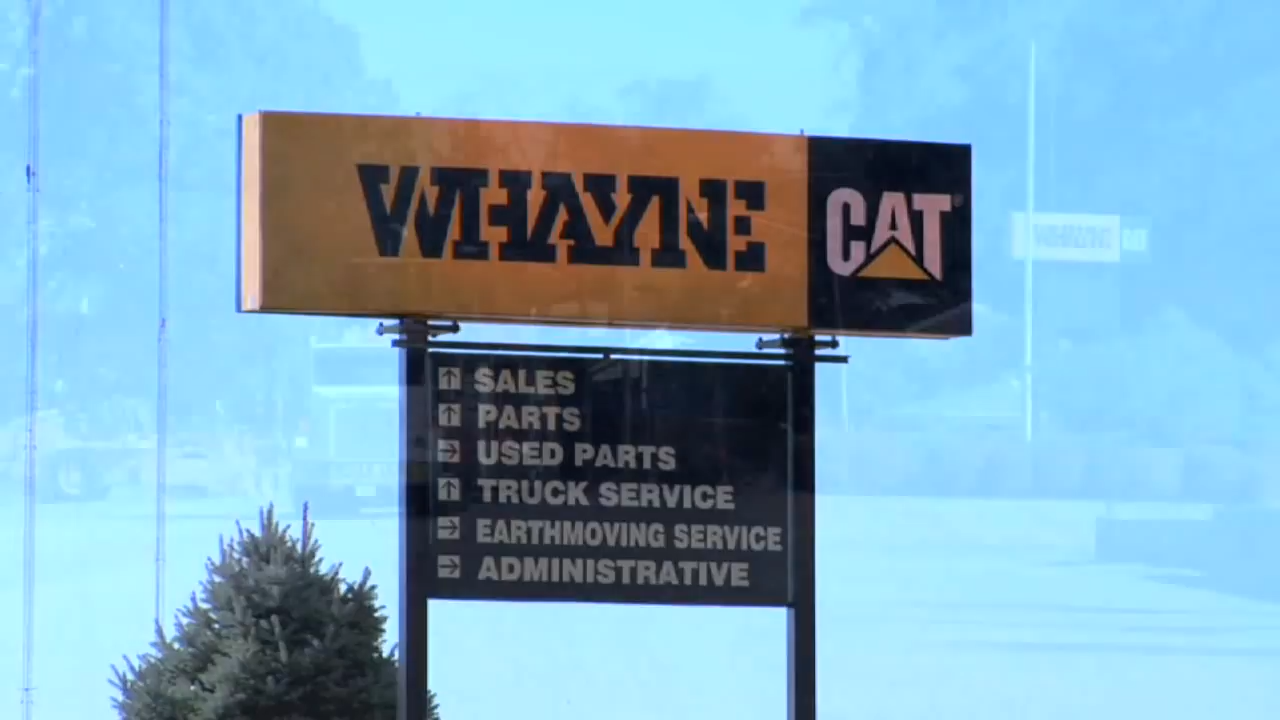 WHAYNE CAT®
SALES
PARTS
USED PARTS
TRUCK SERVICE
EARTHMOVING SERVICE
ADMINISTRATIVE